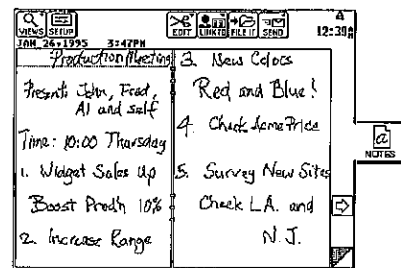 VIEWS SETUP
EDIT LINK TO FILE IT SEND
12:39
JAN 26,1995 3:47PM
Production Meeting
Present: John, Fred,
Al and self
Time: 10:00 Thursday
1. Widget Sales Up
Boost Prod'n 10%
2. Increase Range
3. New Colors
Red and Blue!
4. Check Acme Price
5. Survey New Sites
Check L.A. and
N.J.
a
NOTES